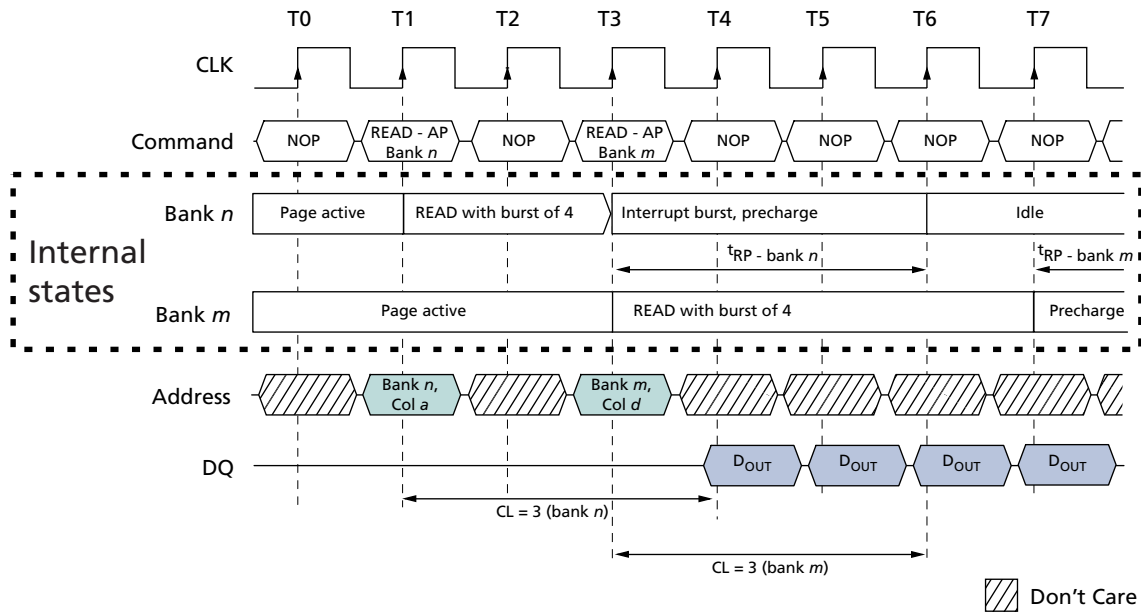 T0 T1 T2 T3 T4 T5 T6 T7
CLK
Command NOP READ - AP Bank n NOP READ - AP Bank m NOP NOP NOP NOP
Internal states
Bank n Page active READ with burst of 4 Interrupt burst, precharge Idle
tRP - bank n tRP - bank m
Bank m Page active READ with burst of 4 Precharge
Address Bank n, Col a Bank m, Col d
DQ DOUT DOUT DOUT DOUT
CL = 3 (bank n)
CL = 3 (bank m)
Don't Care